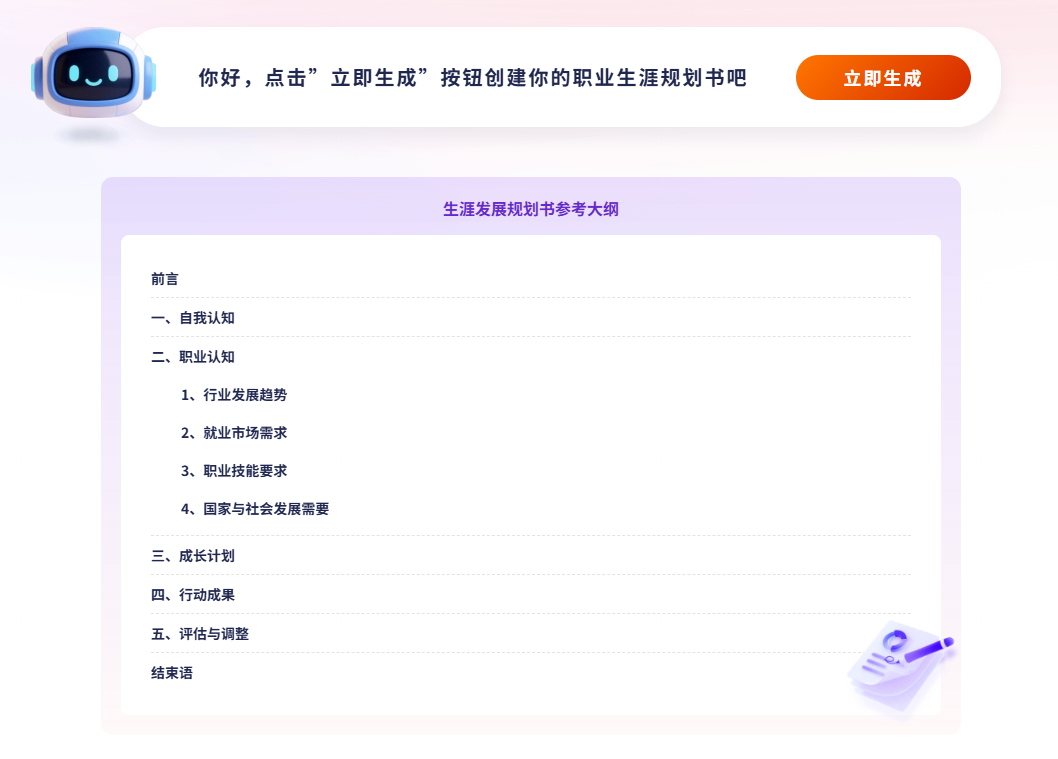 你好，点击”立即生成”按钮创建你的职业生涯规划书吧
立即生成
生涯发展规划书参考大纲
前言
一、自我认知
二、职业认知
1、行业发展趋势
2、就业市场需求
3、职业技能要求
4、国家与社会发展需要
三、成长计划
四、行动成果
五、评估与调整
结束语